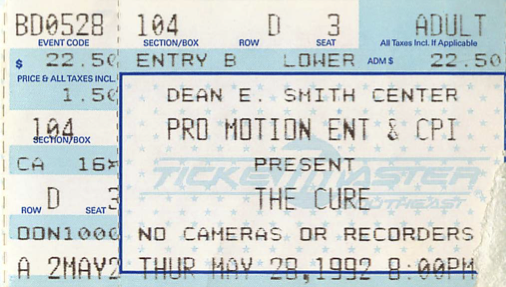 BD0528 104 D 3 ADULT
EVENT CODE SECTION/BOX ROW SEAT All Taxes Incl. If Applicable
$ 22.50 ENTRY B LOWER ADM $ 22.50
PRICE & ALL TAXES INCL
1.50 DEAN E. SMITH CENTER
104 PRO MOTION ENT & CPI
SECTION/BOX
CA 16× PRESENT
TICKETMASTER
D 3 THE CURE
SOUTHEAST
ROW SEAT
DON1000 NO CAMERAS OR RECORDERS
A 2MAY2 THUR MAY 28,1992 8:00PM